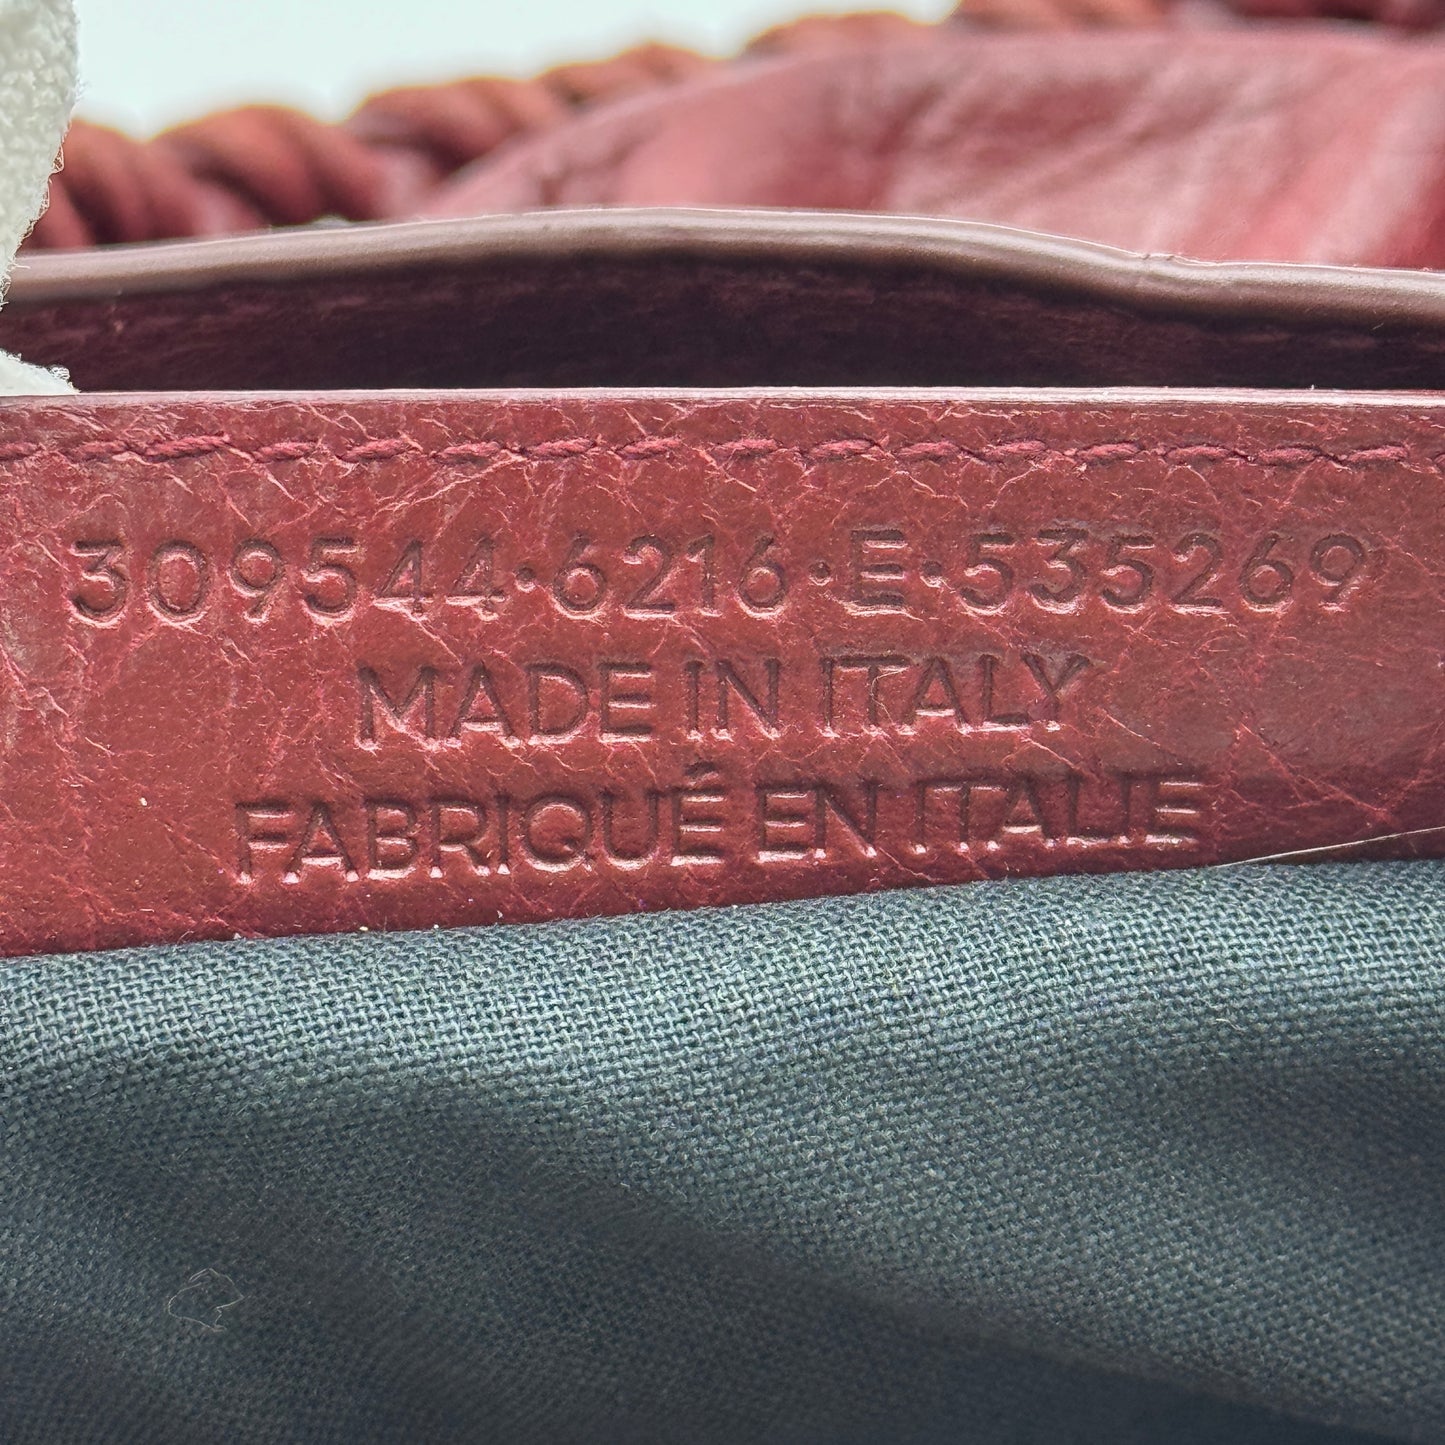 309544·6216·E·535269
MADE IN ITALY
FABRIQUÉ EN ITALIE